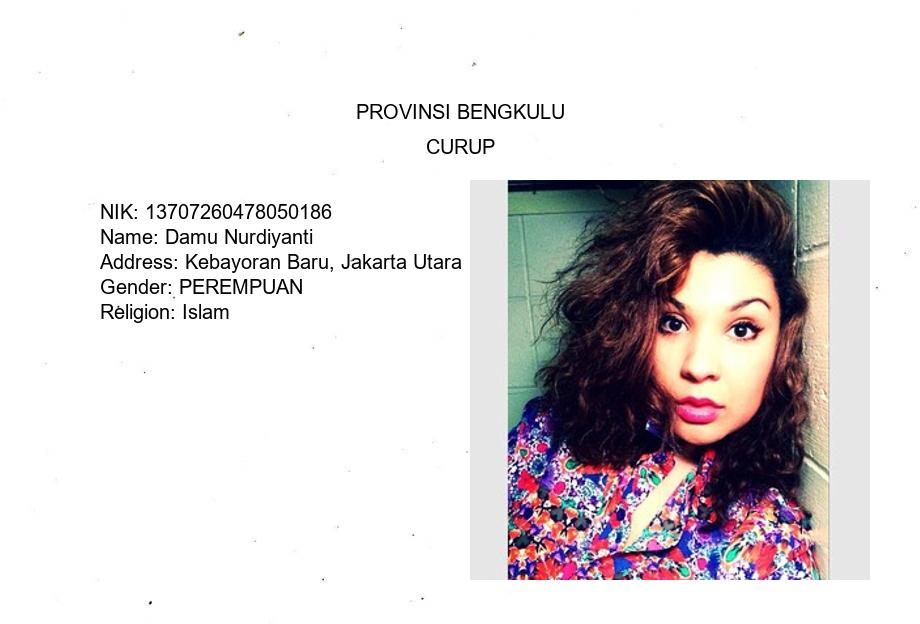 PROVINSI BENGKULU
CURUP
NIK: 13707260478050186
Name: Damu Nurdiyanti
Address: Kebayoran Baru, Jakarta Utara
Gender: PEREMPUAN
Religion: Islam